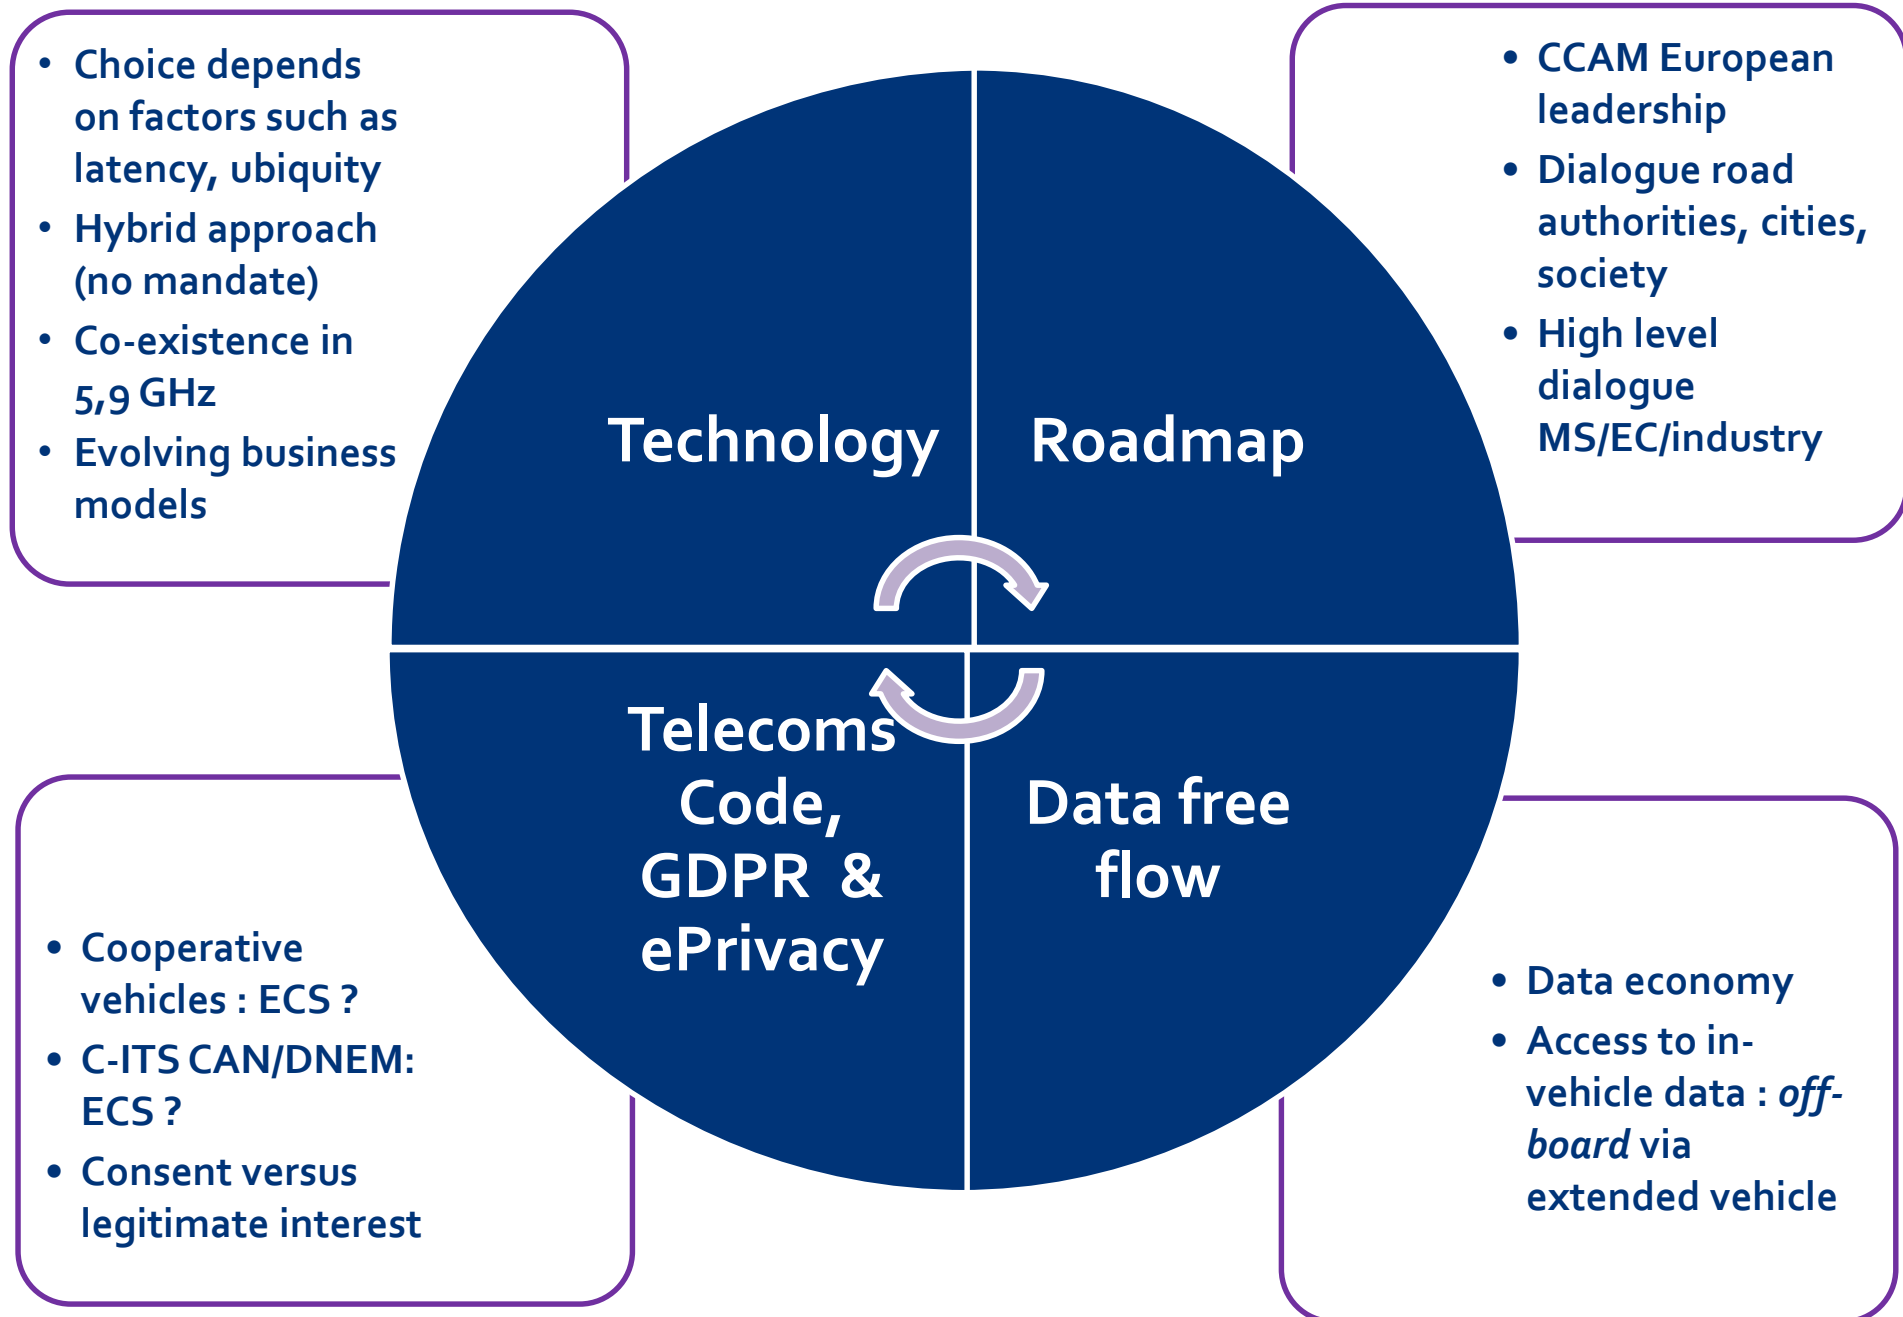 • Choice depends
on factors such as
latency, ubiquity
• Hybrid approach
(no mandate)
• Co-existence in
5,9 GHz
• Evolving business
models
• CCAM European
leadership
• Dialogue road
authorities, cities,
society
• High level
dialogue
MS/EC/industry
Technology
Roadmap
Telecoms
Code,
GDPR & 
ePrivacy
Data free
flow
• Cooperative
vehicles : ECS ?
• C-ITS CAN/DNEM:
ECS ?
• Consent versus
legitimate interest
• Data economy
• Access to in-
vehicle data : off-
board via
extended vehicle